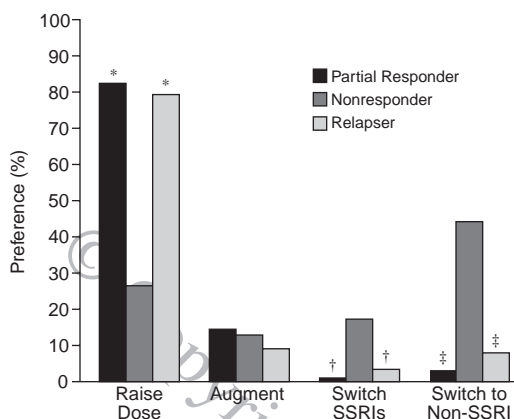 100
90
80
70
60
50
40
30
20
10
0
Preference (%)
* *
Partial Responder
Nonresponder
Relapser
† †
‡ ‡
Raise Dose
Augment
Switch SSRIs
Switch to Non-SSRI
©